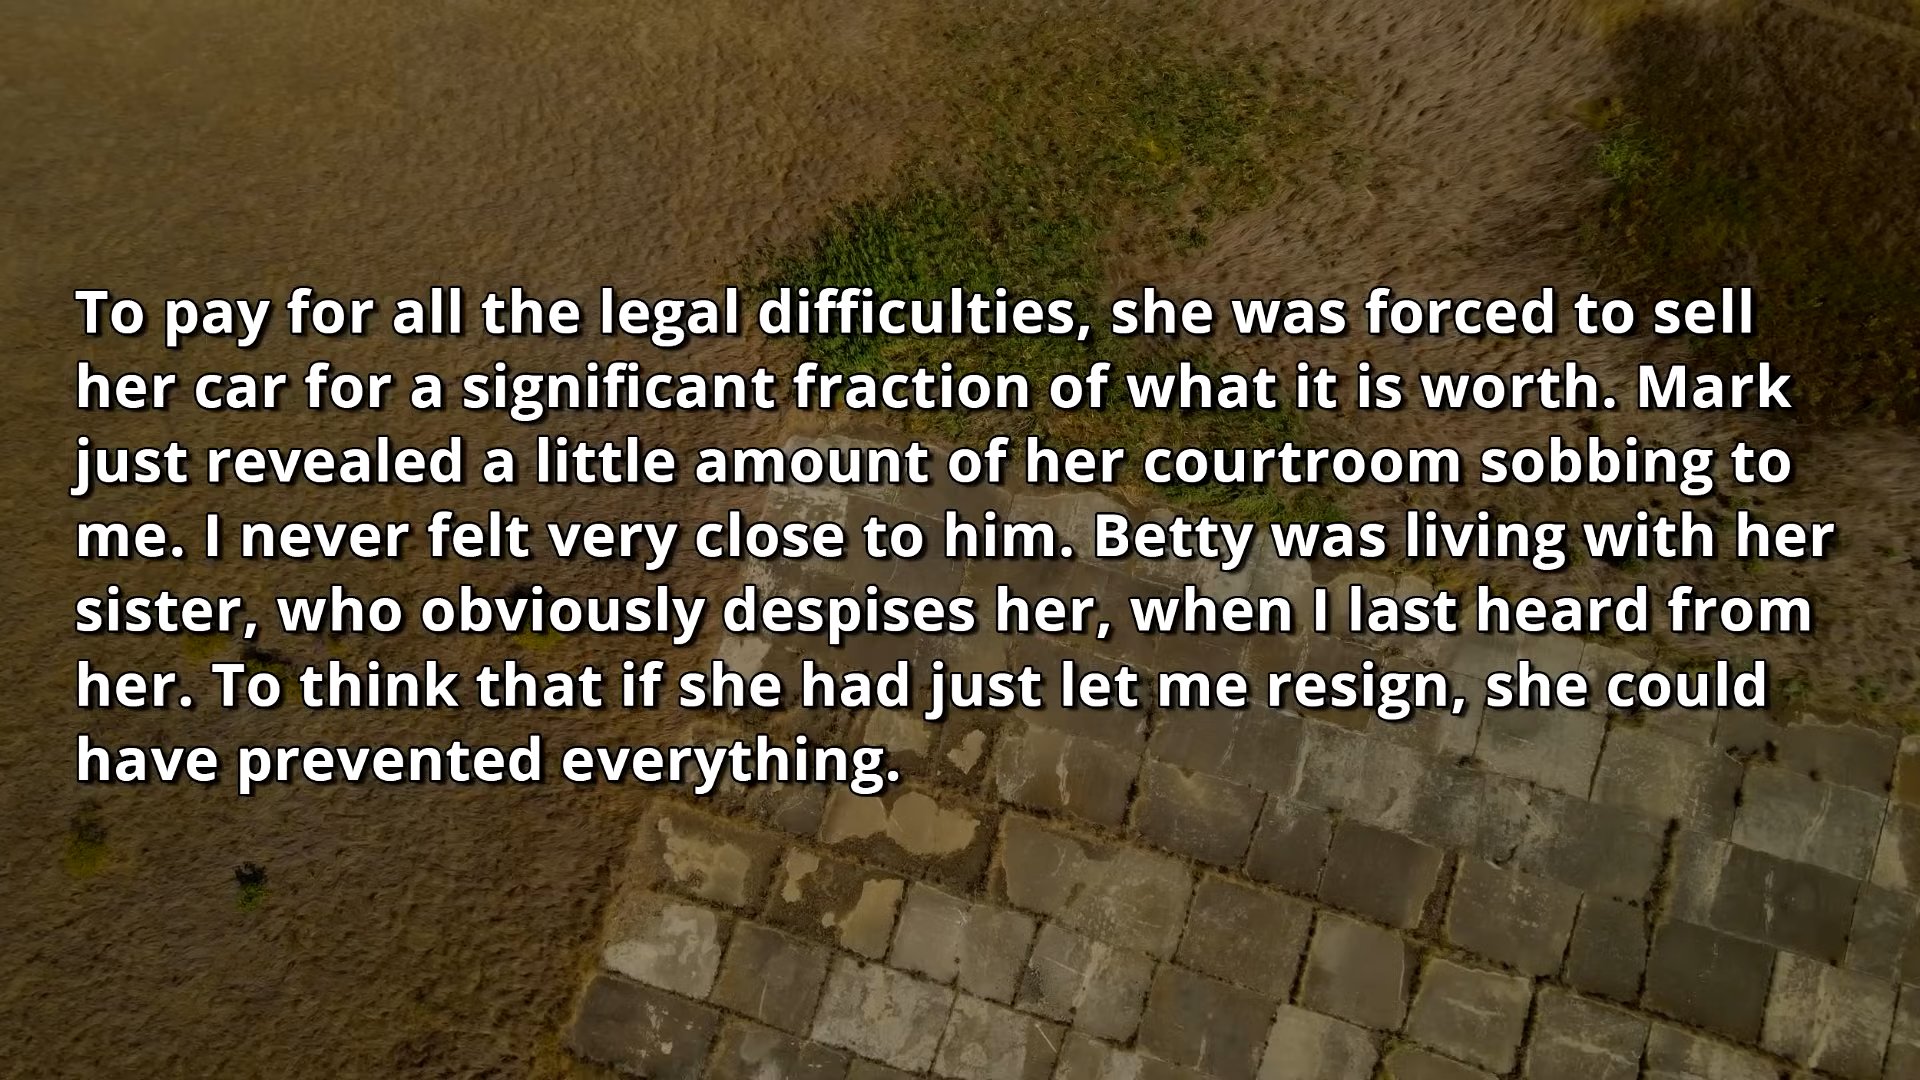 To pay for all the legal difficulties, she was forced to sell
her car for a significant fraction of what it is worth. Mark
just revealed a little amount of her courtroom sobbing to
me. I never felt very close to him. Betty was living with her
sister, who obviously despises her, when I last heard from
her. To think that if she had just let me resign, she could
have prevented everything.